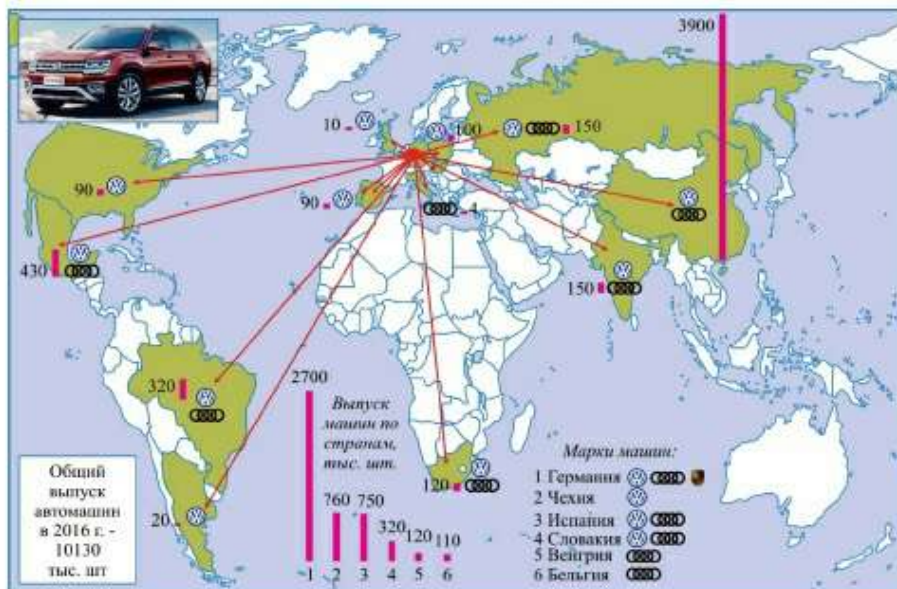 3900
10
100
150
90
90
4
430
150
320
2700
Выпуск
машин по
странам,
тыс. шт.
120
20
760
750
320
120
110
1
2
3
4
5
6
Общий
выпуск
автомашин
в 2016 г. -
10130
тыс. шт
Марки машин:
1 Германия
2 Чехия
3 Испания
4 Словакия
5 Вейгрия
6 Бельгия